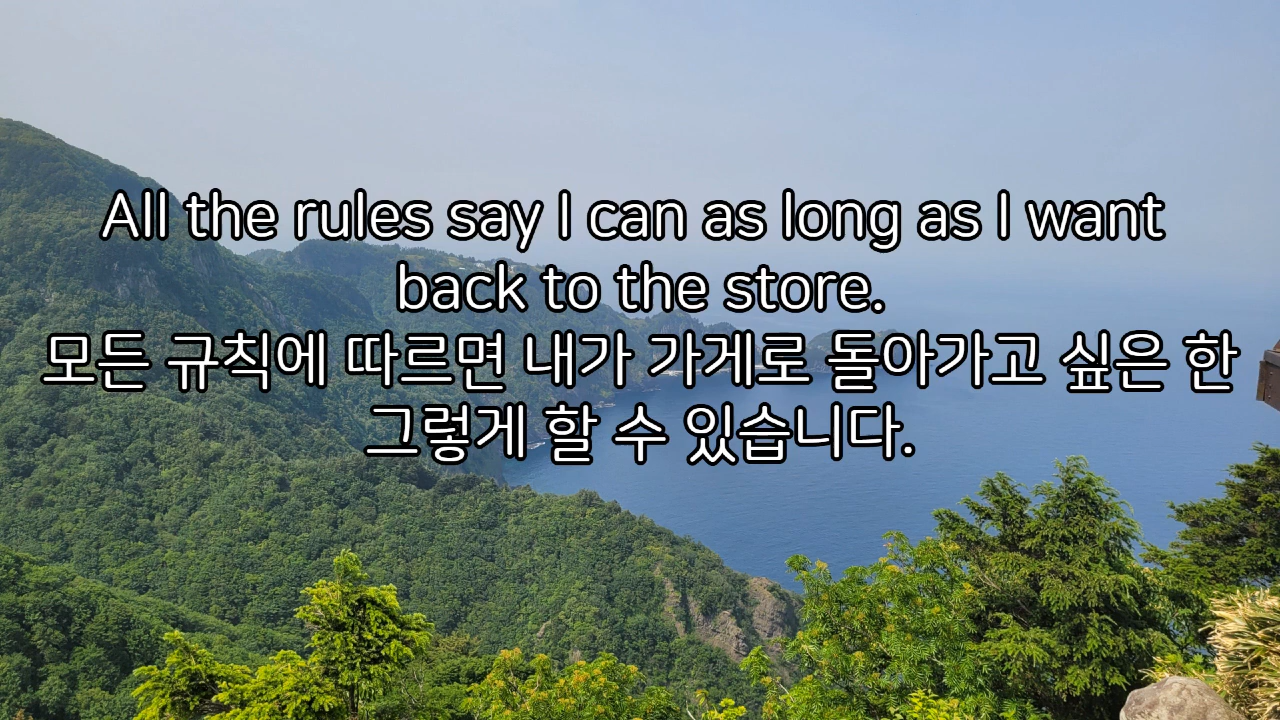 All the rules say I can as long as I want
back to the store.
모든 규칙에 따르면 내가 가게로 돌아가고 싶은 한
그렇게 할 수 있습니다.